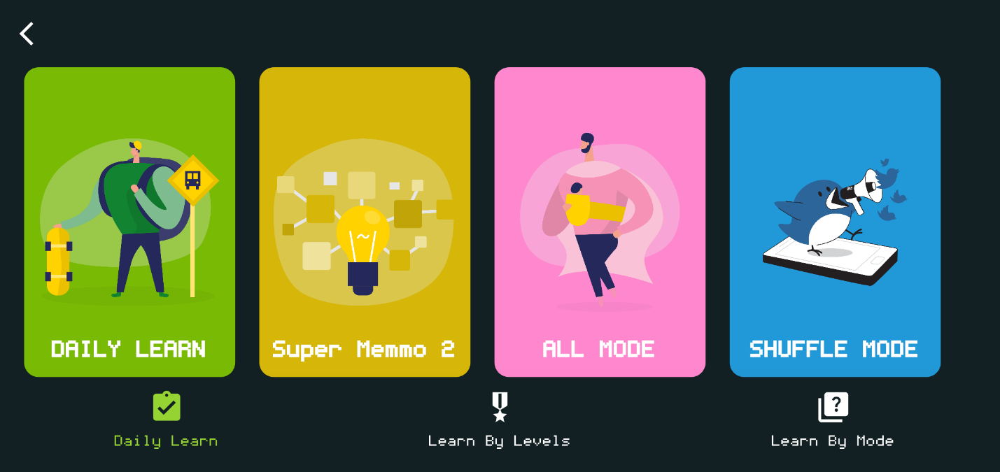 DAILY LEARN
Super Memmo 2
ALL MODE
SHUFFLE MODE
?
Daily Learn
Learn By Levels
Learn By Mode